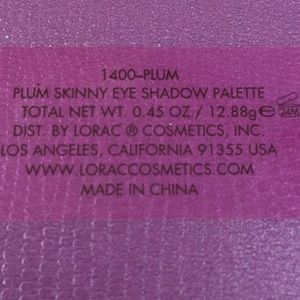 1400–PLUM
PLUM SKINNY EYE SHADOW PALETTE
TOTAL NET WT. 0.45 OZ./12.88g ℮ 24M
DIST. BY LORAC ® COSMETICS, INC.
LOS ANGELES, CALIFORNIA 91355 USA
WWW.LORACCOSMETICS.COM
MADE IN CHINA